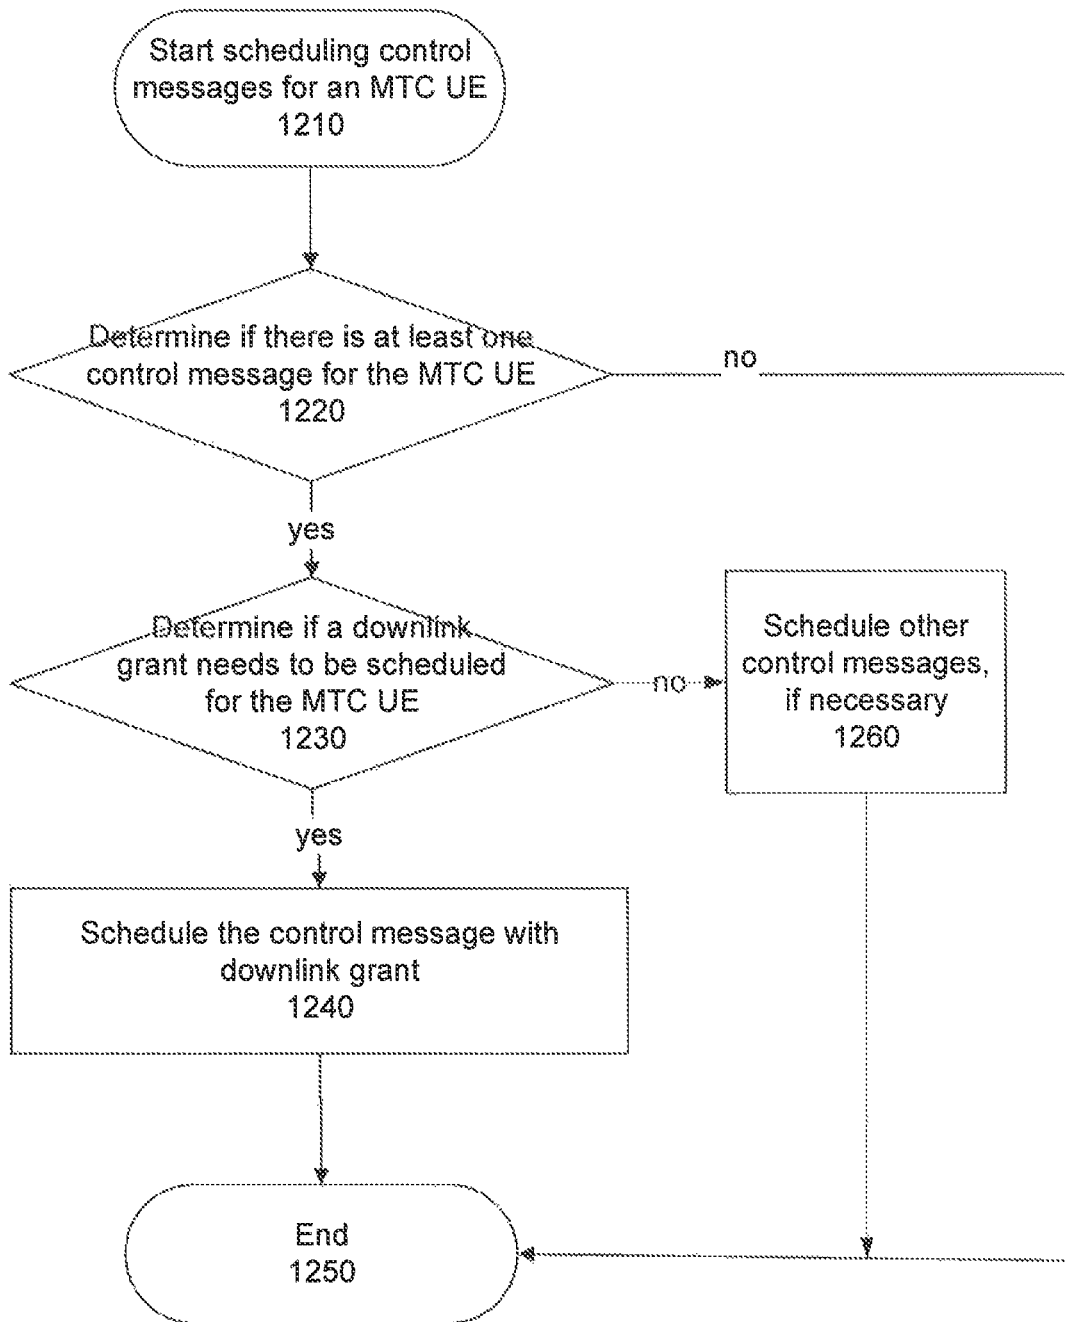 Start scheduling control
messages for an MTC UE
1210
Determine if there is at least one
control message for the MTC UE
1220
no
yes
Determine if a downlink
grant needs to be scheduled
for the MTC UE
1230
no
Schedule other
control messages,
if necessary
1260
yes
Schedule the control message with
downlink grant
1240
End
1250